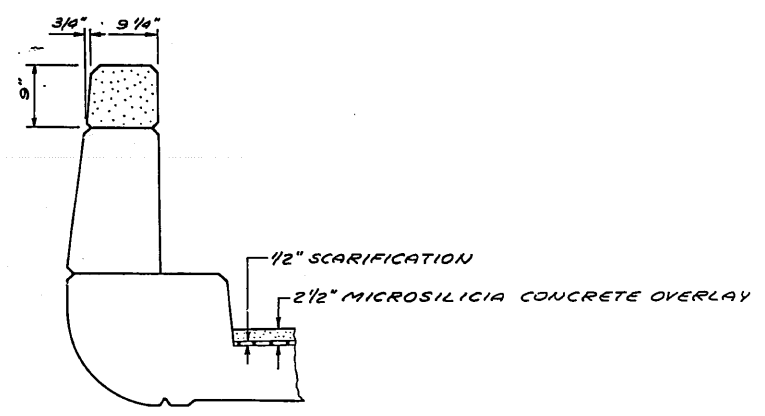 3/4" 9 1/4"
9"
1/2" SCARIFICATION
2 1/2" MICROSILICIA CONCRETE OVERLAY